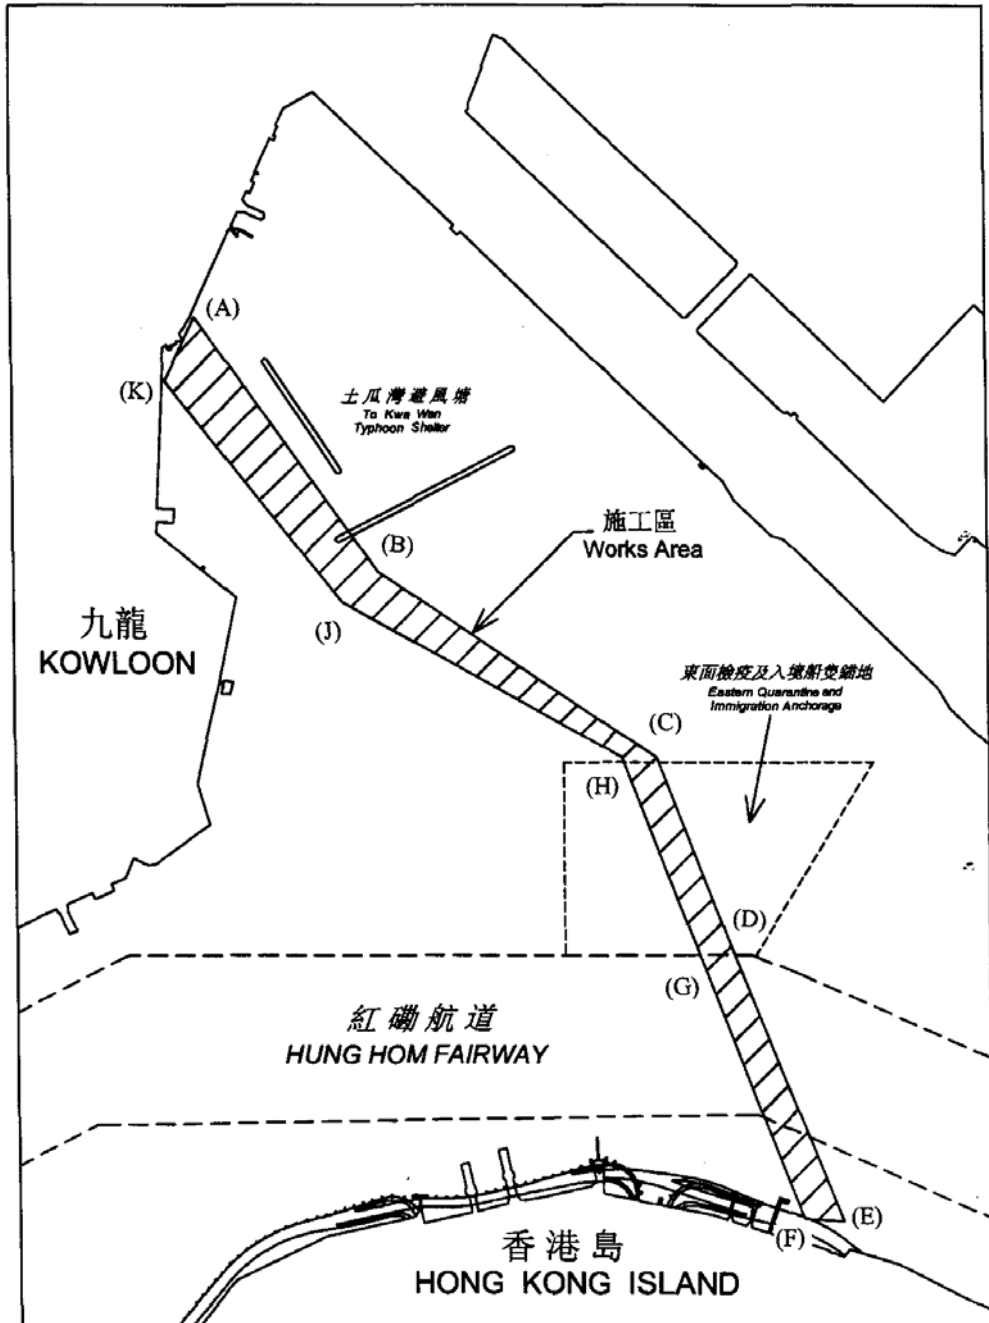 (A)
(K)
土瓜灣避風塘
To Kwa Wan
Typhoon Shelter
施工區
Works Area
(B)
(J)
九龍
KOWLOON
東面檢疫及入境船隻錨地
Eastern Quarantine and
Immigration Anchorage
(C)
(H)
(D)
(G)
紅磡航道
HUNG HOM FAIRWAY
(E)
(F)
香港島
HONG KONG ISLAND